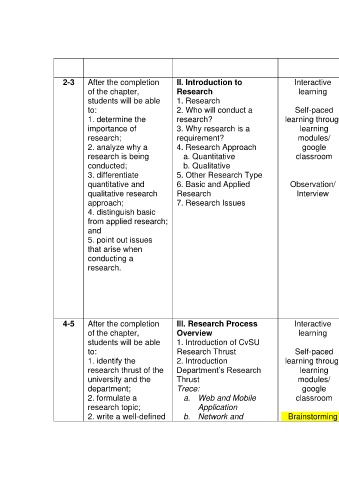 2-3
After the completion
of the chapter,
students will be able
to:
1. determine the
importance of
research;
2. analyze why a
research is being
conducted;
3. differentiate
quantitative and
qualitative research
approach;
4. distinguish basic
from applied research;
and
5. point out issues
that arise when
conducting a
research.
II. Introduction to
Research
1. Research
2. Who will conduct a
research?
3. Why research is a
requirement?
4. Research Approach
a. Quantitative
b. Qualitative
5. Other Research Type
6. Basic and Applied
Research
7. Research Issues
Interactive
learning
Self-paced
learning throug
learning
modules/
google
classroom
Observation/
Interview
4-5
After the completion
of the chapter,
students will be able
to:
1. identify the
research thrust of the
university and the
department;
2. formulate a
research topic;
2. write a well-defined
III. Research Process
Overview
1. Introduction of CvSU
Research Thrust
2. Introduction
Department's Research
Thrust
Trece:
a. Web and Mobile
Application
b. Network and
Interactive
learning
Self-paced
learning throug
learning
modules/
google
classroom
Brainstorming